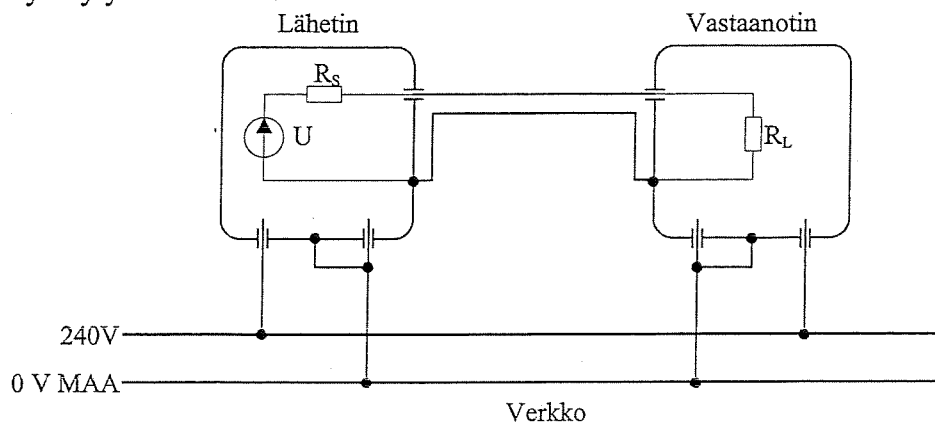 Lähetin
Vastaanotin
R_S
U
R_L
240V
0 V MAA
Verkko